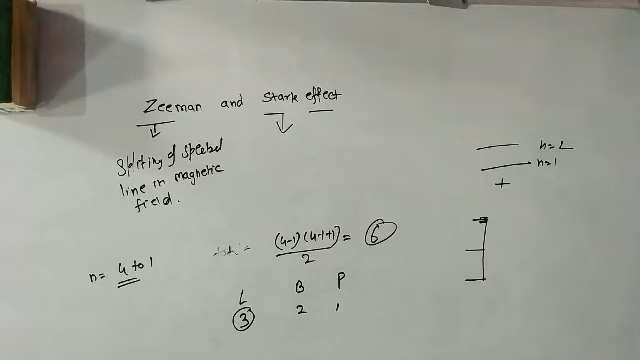 Zeeman and Stark effect
Splitting of spectral
line in magnetic
field.
n=2
n=1
+
n= 4 to 1
(4-1)(4-1+1) = 6
2
L B P
3 2 1